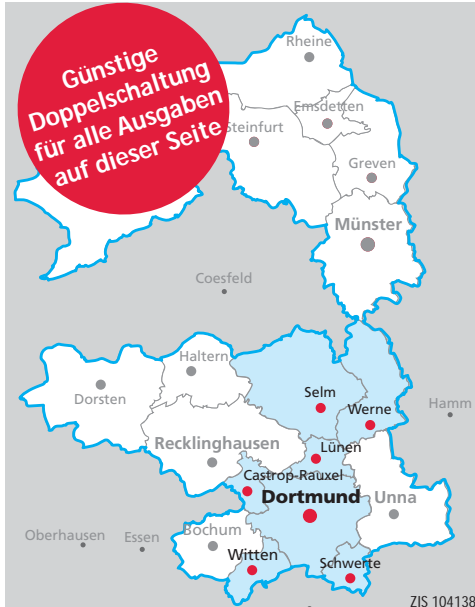 Günstige
Doppelschaltung
für alle Ausgaben
auf dieser Seite
Rheine
Emsdetten
Steinfurt
Greven
Münster
Coesfeld
Haltern
Dorsten
Selm
Werne
Hamm
Recklinghausen
Lünen
Castrop-Rauxel
Dortmund
Unna
Bochum
Oberhausen
Essen
Witten
Schwerte
ZIS 104138